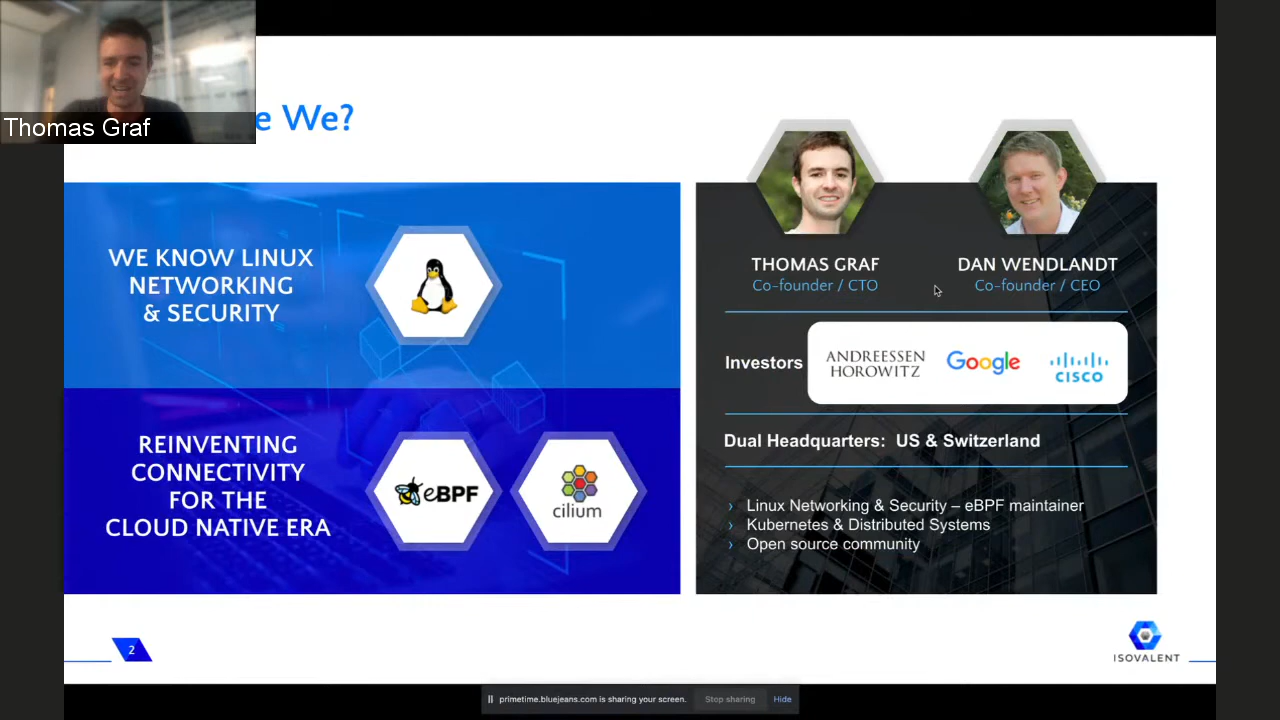 Thomas Graf
e We?
WE KNOW LINUX
NETWORKING
& SECURITY
REINVENTING
CONNECTIVITY
FOR THE
CLOUD NATIVE ERA
eBPF
cilium
THOMAS GRAF
Co-founder / CTO
DAN WENDLANDT
Co-founder / CEO
Investors
ANDREESSEN
HOROWITZ
Google
CISCO
Dual Headquarters: US & Switzerland
› Linux Networking & Security – eBPF maintainer
› Kubernetes & Distributed Systems
› Open source community
2
ISOVALENT
primetime.bluejeans.com is sharing your screen.
Stop sharing
Hide